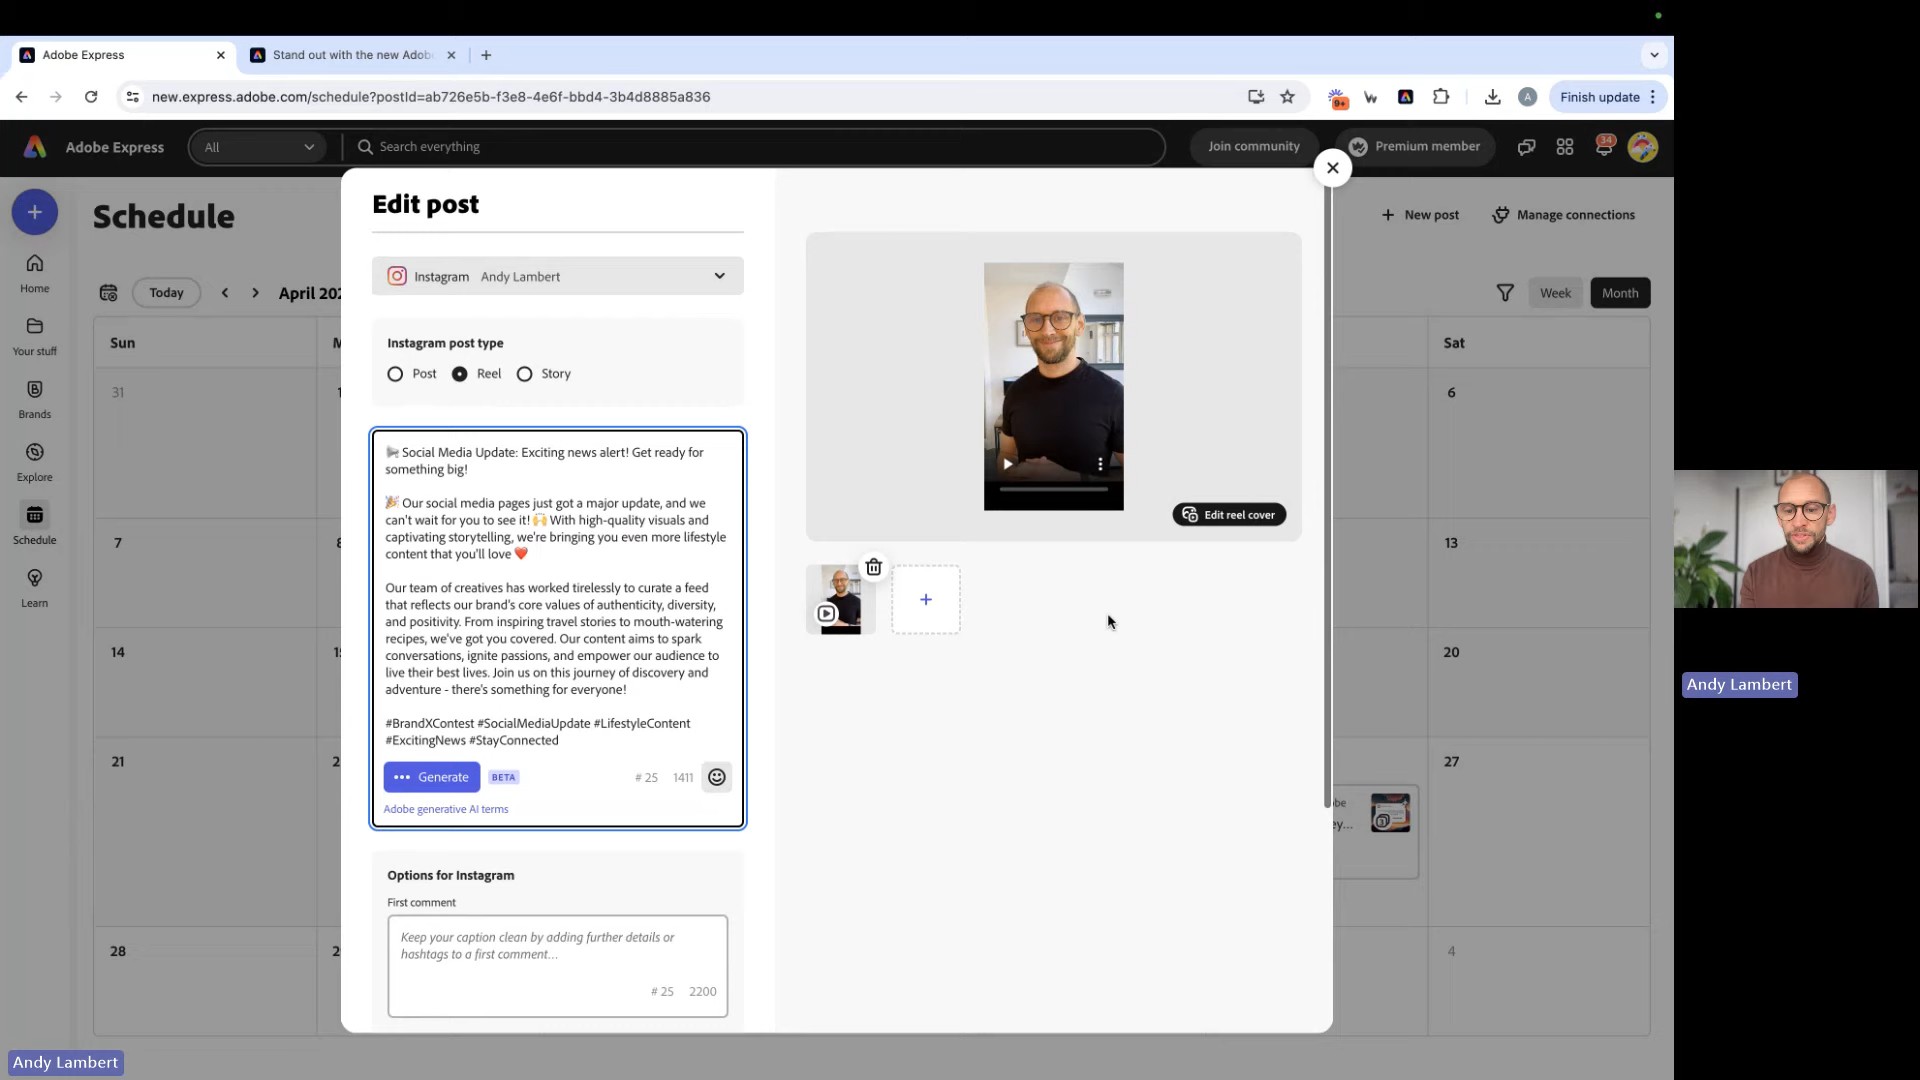 Adobe Express
Stand out with the new Adob
new.express.adobe.com/schedule?postId=ab726e5b-f3e8-4e6f-bbd4-3b4d8885a836
9+
A
Finish update
Adobe Express
All
Search everything
Join community
Premium member
34
Home
Your stuff
Brands
Explore
Schedule
Learn
Schedule
New post
Manage connections
Today
April 202
Week
Month
Sun
M
Sat
31
1
6
7
8
13
14
15
20
21
2
27
28
2
4
be
ey...
Edit post
Instagram Andy Lambert
Instagram post type
Post Reel Story
📢 Social Media Update: Exciting news alert! Get ready for
something big!
🎉 Our social media pages just got a major update, and we
can't wait for you to see it! 🙌 With high-quality visuals and
captivating storytelling, we're bringing you even more lifestyle
content that you'll love ❤️
Our team of creatives has worked tirelessly to curate a feed
that reflects our brand's core values of authenticity, diversity,
and positivity. From inspiring travel stories to mouth-watering
recipes, we've got you covered. Our content aims to spark
conversations, ignite passions, and empower our audience to
live their best lives. Join us on this journey of discovery and
adventure - there's something for everyone!
#BrandXContest #SocialMediaUpdate #LifestyleContent
#ExcitingNews #StayConnected
Generate BETA # 25 1411
Adobe generative AI terms
Options for Instagram
First comment
Keep your caption clean by adding further details or
hashtags to a first comment...
# 25 2200
Edit reel cover
Andy Lambert
Andy Lambert